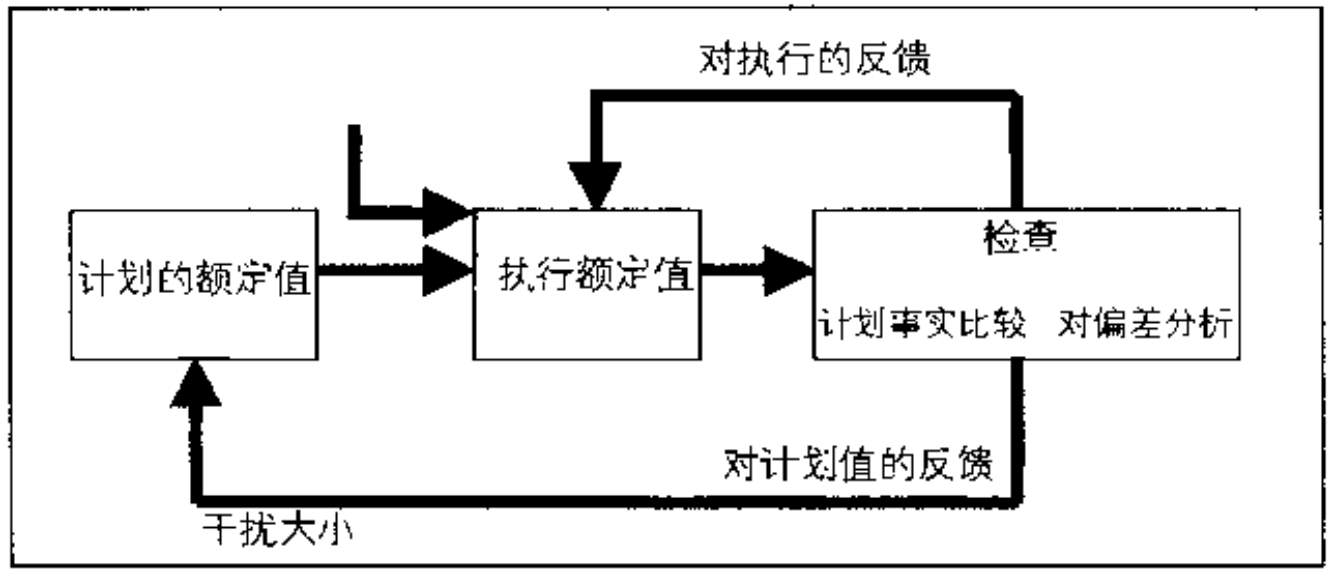 对执行的反馈
计划的额定值
执行额定值
检查
计划事实比较 对偏差分析
对计划值的反馈
干扰大小